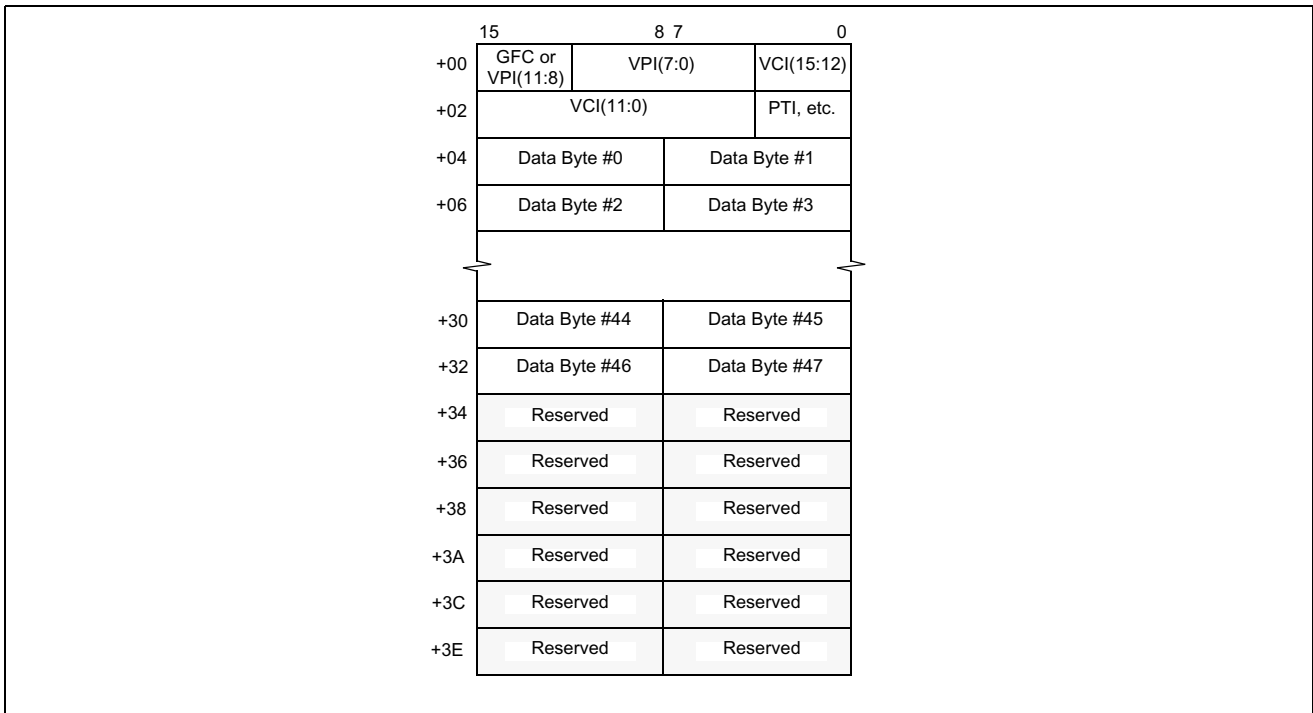 15 8 7 0
+00 GFC or VPI(11:8) VPI(7:0) VCI(15:12)
+02 VCI(11:0) PTI, etc.
+04 Data Byte #0 Data Byte #1
+06 Data Byte #2 Data Byte #3
+30 Data Byte #44 Data Byte #45
+32 Data Byte #46 Data Byte #47
+34 Reserved Reserved
+36 Reserved Reserved
+38 Reserved Reserved
+3A Reserved Reserved
+3C Reserved Reserved
+3E Reserved Reserved